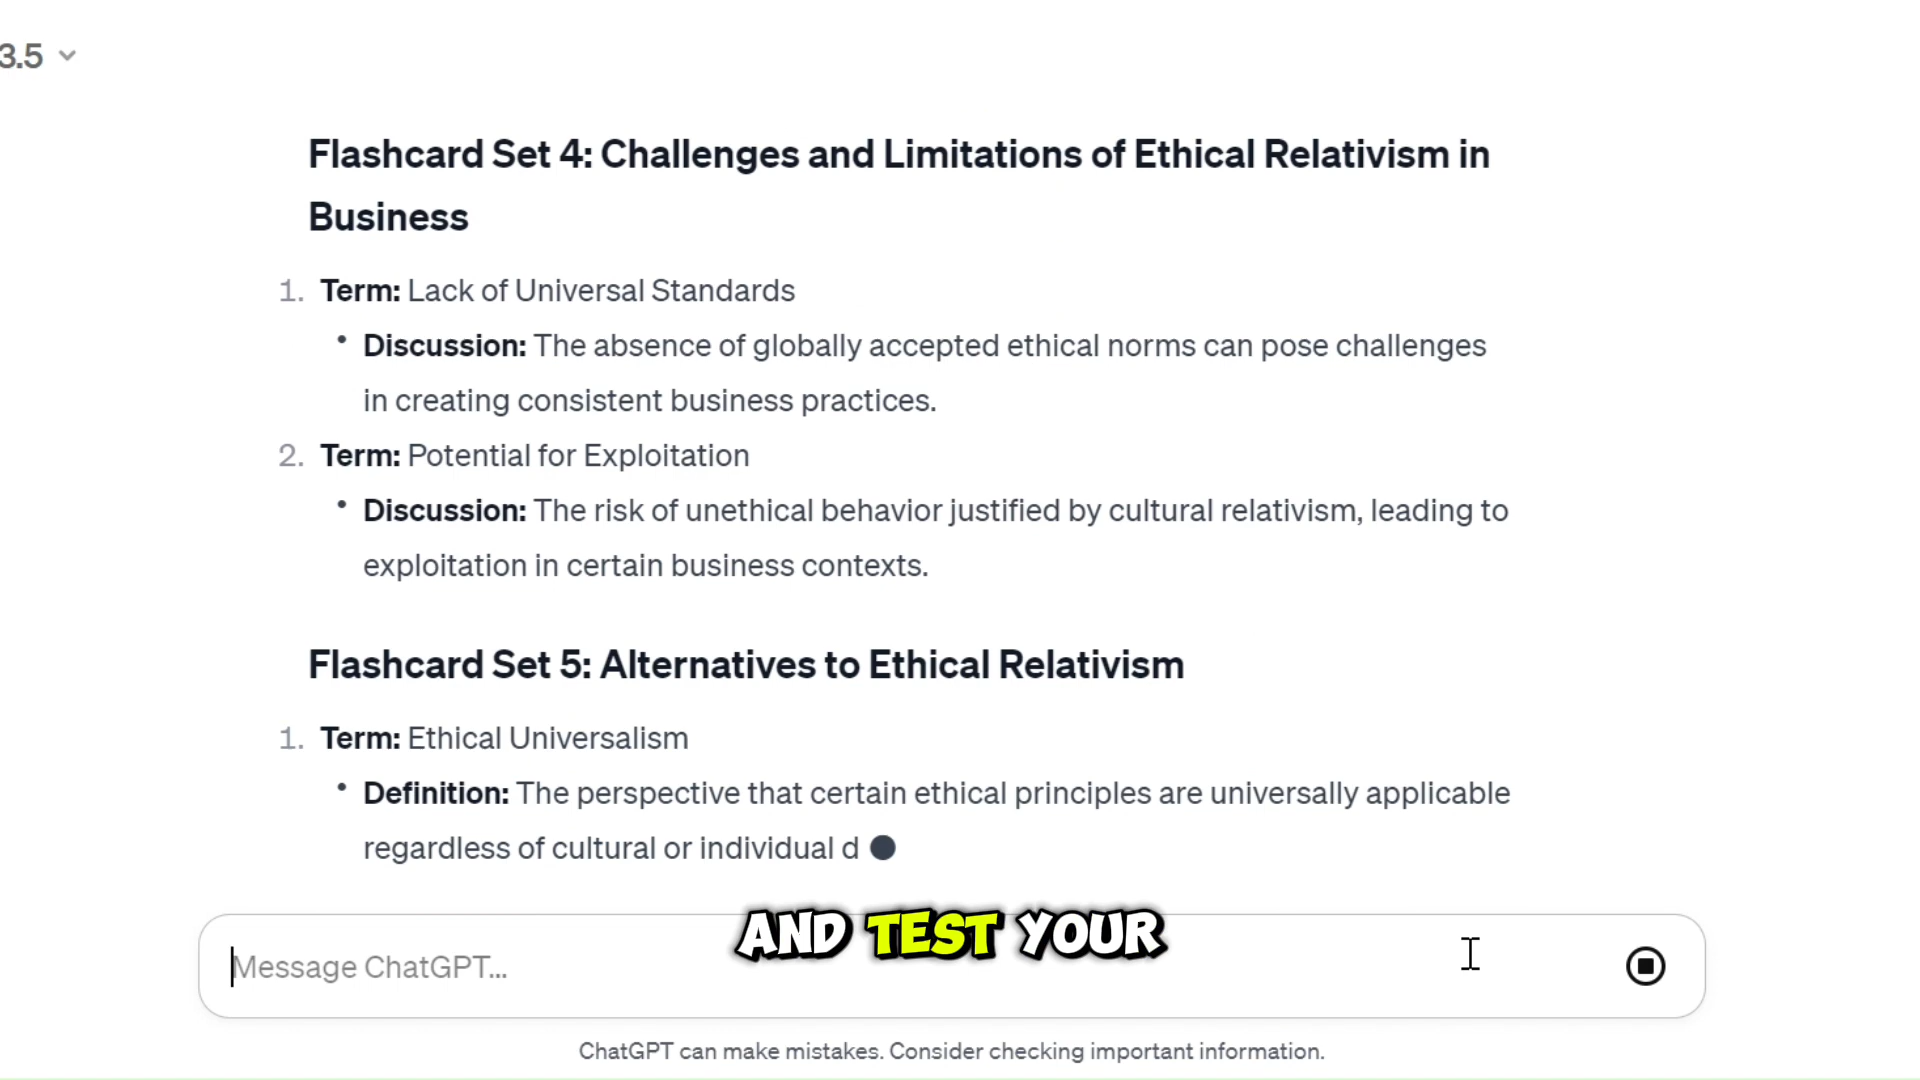 3.5
Flashcard Set 4: Challenges and Limitations of Ethical Relativism in
Business
1. Term: Lack of Universal Standards
• Discussion: The absence of globally accepted ethical norms can pose challenges
in creating consistent business practices.
2. Term: Potential for Exploitation
• Discussion: The risk of unethical behavior justified by cultural relativism, leading to
exploitation in certain business contexts.
Flashcard Set 5: Alternatives to Ethical Relativism
1. Term: Ethical Universalism
• Definition: The perspective that certain ethical principles are universally applicable
regardless of cultural or individual d
AND TEST YOUR
Message ChatGPT...
ChatGPT can make mistakes. Consider checking important information.